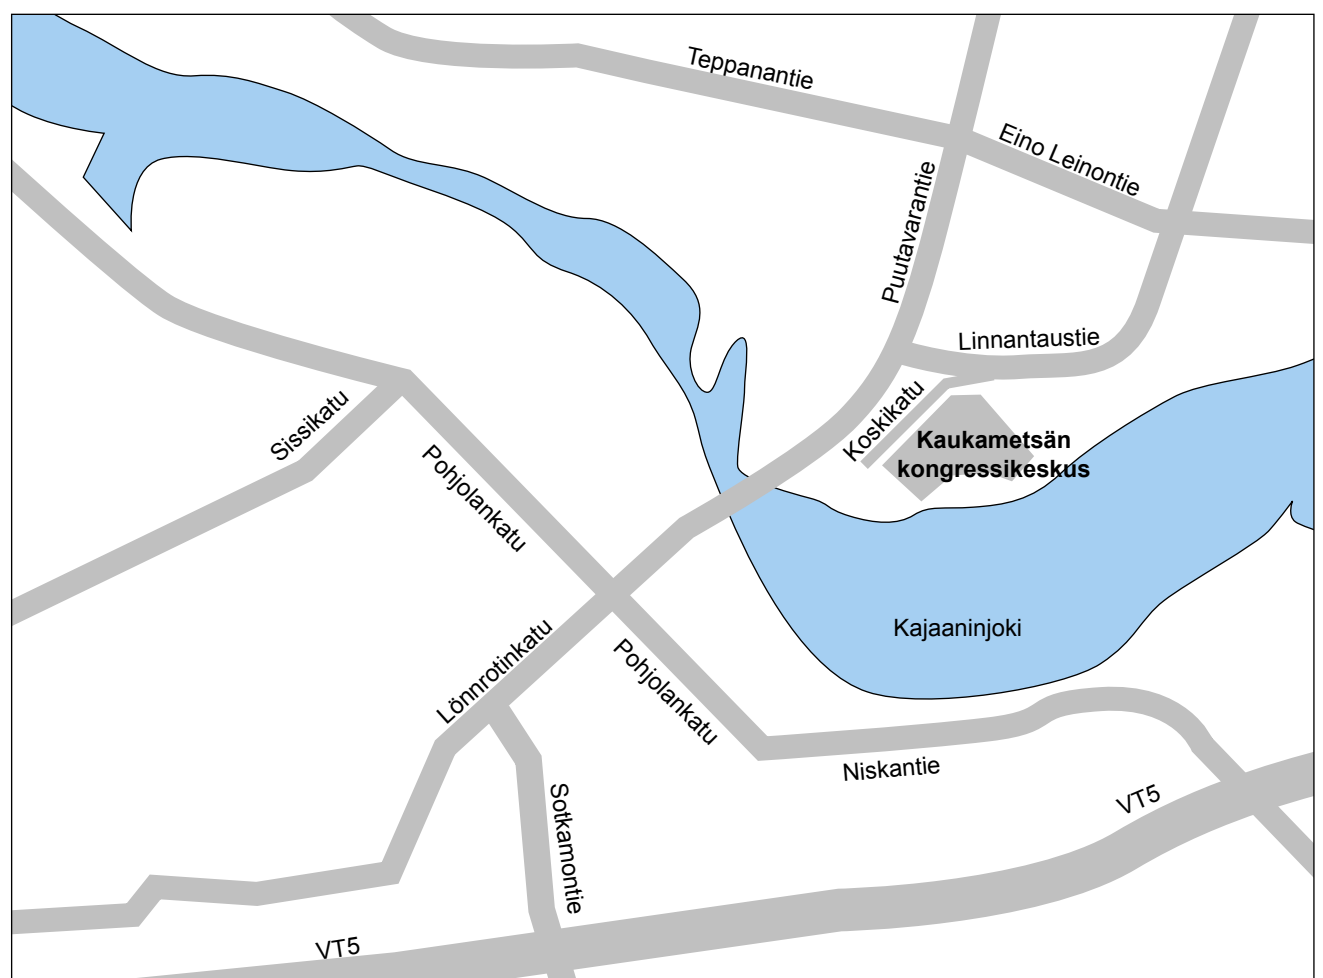 Teppanantie
Eino Leinontie
Puutavarantie
Linnantaustie
Koskikatu
Kaukametsän
kongressikeskus
Sissikatu
Pohjolankatu
Kajaaninjoki
Lönnrotinkatu
Pohjolankatu
Niskantie
VT5
Sotkamontie
VT5